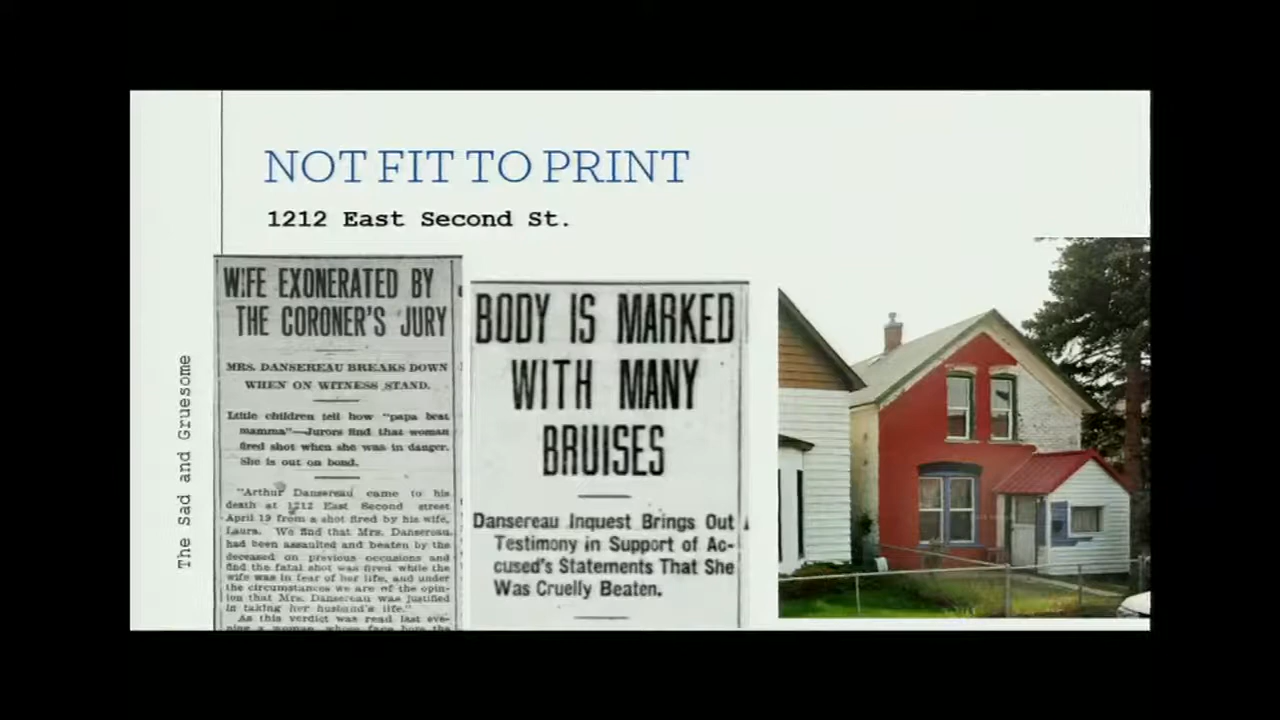 NOT FIT TO PRINT
1212 East Second St.
The Sad and Gruesome
WIFE EXONERATED BY
THE CORONER'S JURY
MRS. DANSEREAU BREAKS DOWN
WHEN ON WITNESS STAND.
Little children tell how "papa beat
mamma"—Jurors find that woman
fired shot when she was in danger.
She is out on bond.
"Arthur Dansereau came to his
death at 1212 East Second street
April 19 from a shot fired by his wife,
Laura. We find that Mrs. Dansereau
had been assaulted and beaten by the
deceased on previous occasions and
find the fatal shot was fired while the
wife was in fear of her life, and under
the circumstances we are of the opin-
ion that Mrs. Dansereau was justified
in taking her husband's life."
As this verdict was read last eve-
ning a woman, whose face bore the
BODY IS MARKED
WITH MANY
BRUISES
Dansereau Inquest Brings Out
Testimony in Support of Ac-
cused's Statements That She
Was Cruelly Beaten.